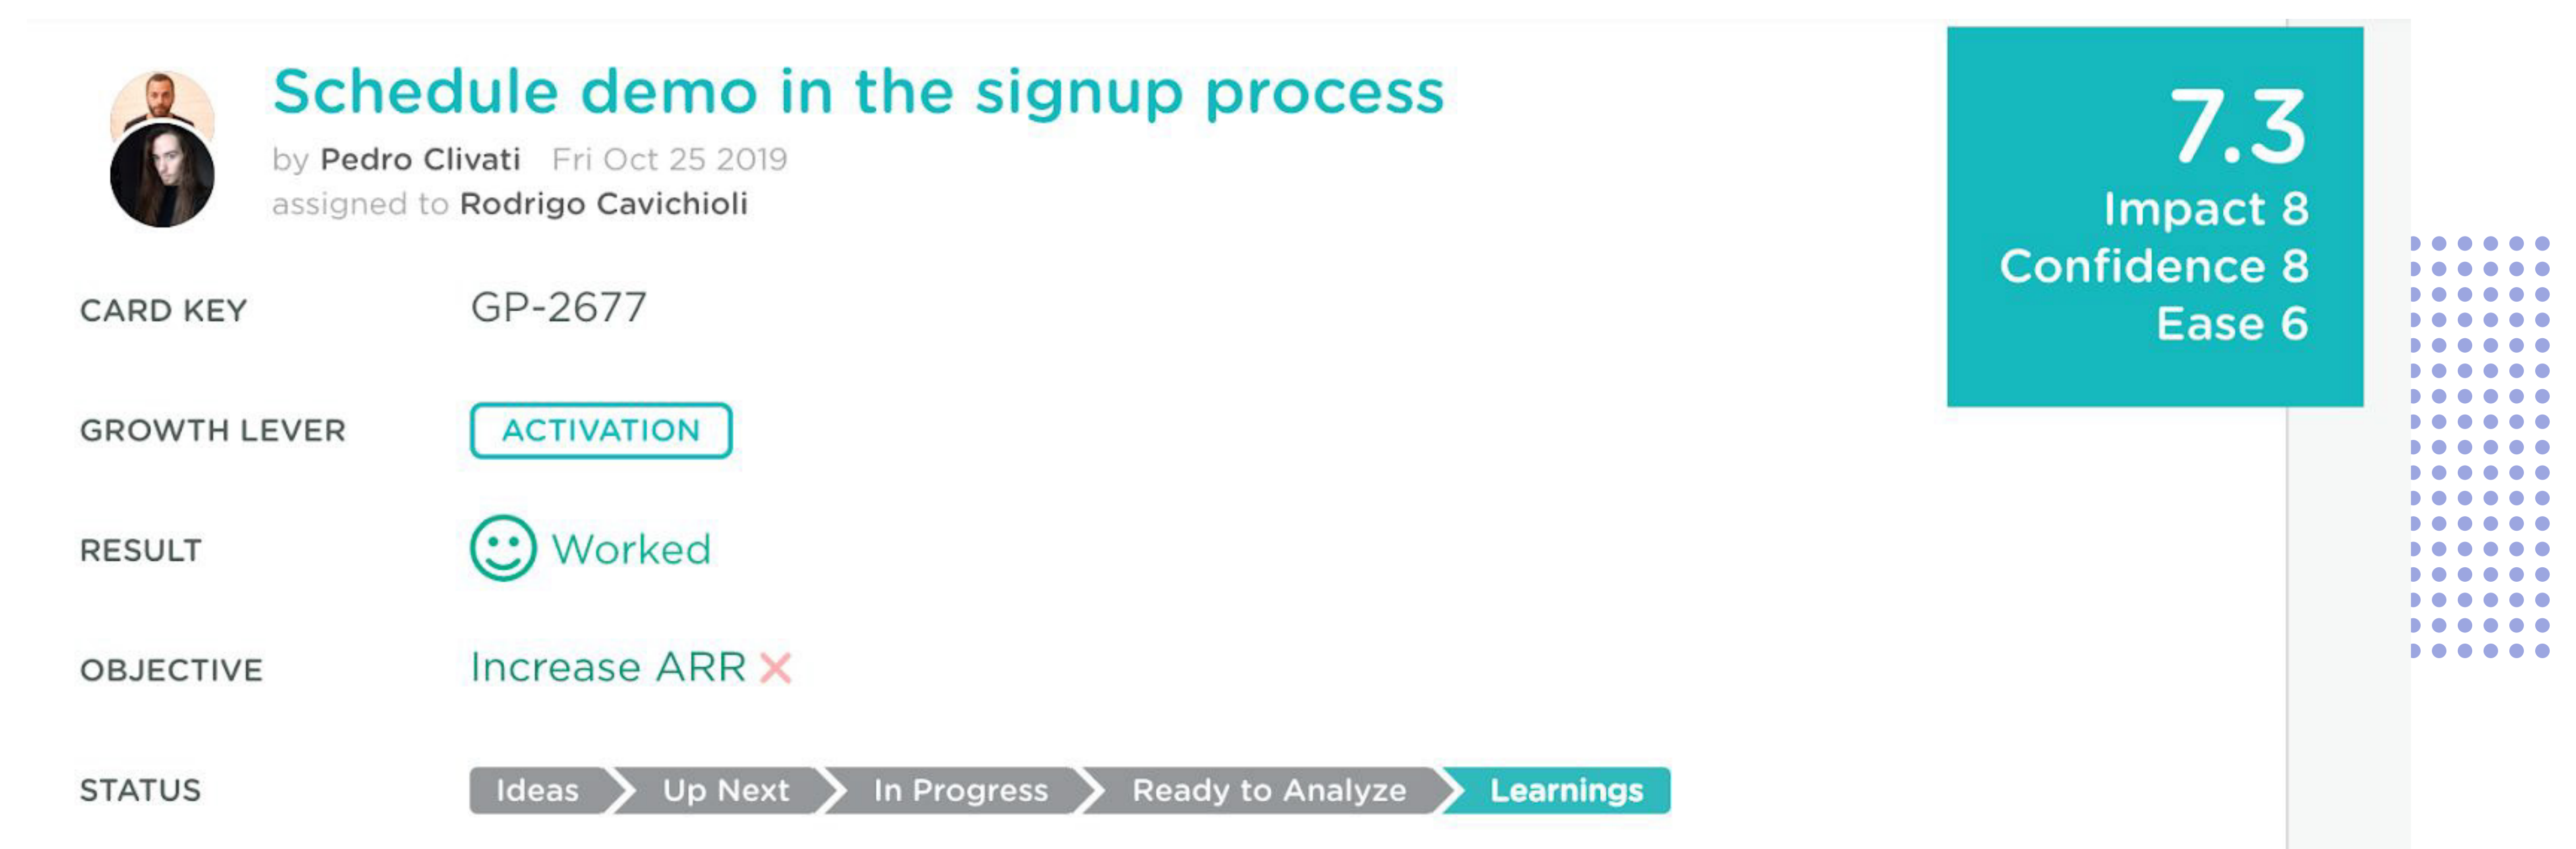 Schedule demo in the signup process
by Pedro Clivati Fri Oct 25 2019
assigned to Rodrigo Cavichioli
7.3
Impact 8
Confidence 8
Ease 6
CARD KEY GP-2677
GROWTH LEVER ACTIVATION
RESULT Worked
OBJECTIVE Increase ARR
STATUS Ideas Up Next In Progress Ready to Analyze Learnings